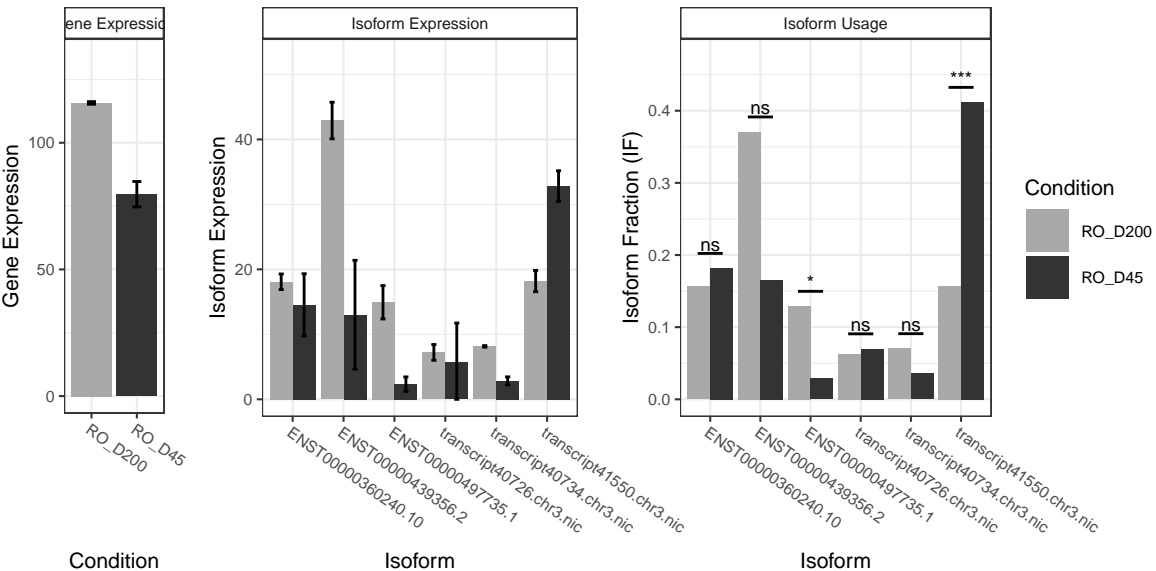 ene Expressio
Gene Expression
100
50
0
RO_D200
RO_D45
Condition
Isoform Expression
Isoform Expression
40
20
0
ENST00000360240.10
ENST00000439356.2
ENST00000497735.1
transcript40726.chr3.nic
transcript40734.chr3.nic
transcript41550.chr3.nic
Isoform
Isoform Usage
Isoform Fraction (IF)
0.4
0.3
0.2
0.1
0.0
ns
ns
*
ns
ns
***
ENST00000360240.10
ENST00000439356.2
ENST00000497735.1
transcript40726.chr3.nic
transcript40734.chr3.nic
transcript41550.chr3.nic
Isoform
Condition
RO_D200
RO_D45